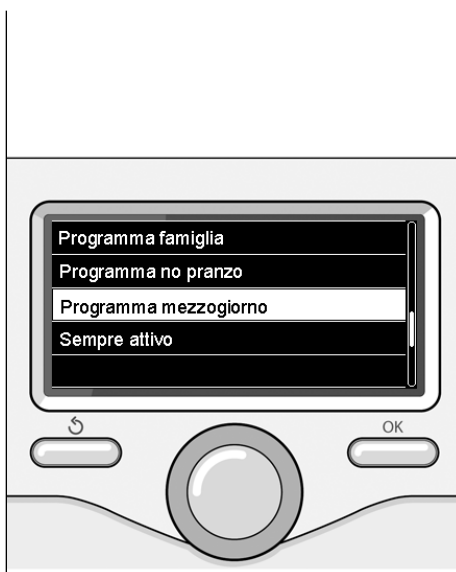 Programma famiglia
Programma no pranzo
Programma mezzogiorno
Sempre attivo
OK